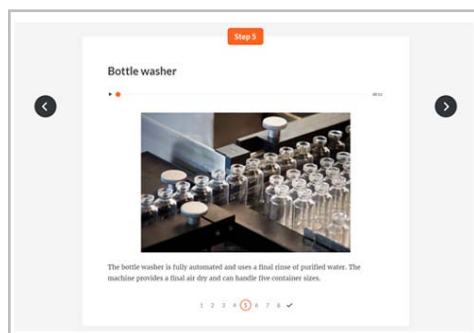 Step 5
Bottle washer
The bottle washer is fully automated and uses a final rinse of purified water. The
machine provides a final air dry and can handle five container sizes.
1 2 3 4 5 6 7 8